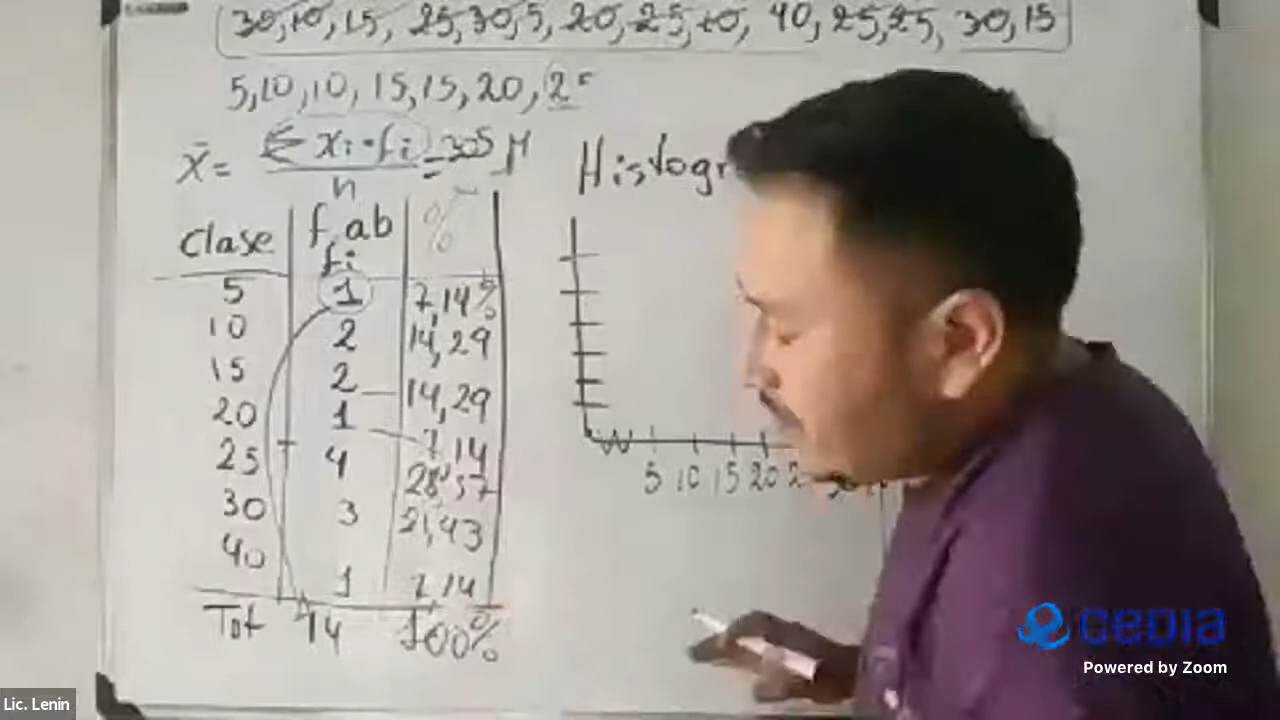 30, 10, 15, 25, 30, 5, 20, 25, 10, 40, 25, 25, 30, 15
5, 10, 10, 15, 15, 20, 2
x̄ = Xi · fi = 305
n
Histogr
Clase f. ab %
fi
5 1 7,14%
10 2 14,29
15 2 14,29
20 1 7,14
25 4 28,57
30 3 21,43
40 1 7,14
Tot 14 100%
5 10 15 20
CEDIA
Powered by Zoom
Lic. Lenin